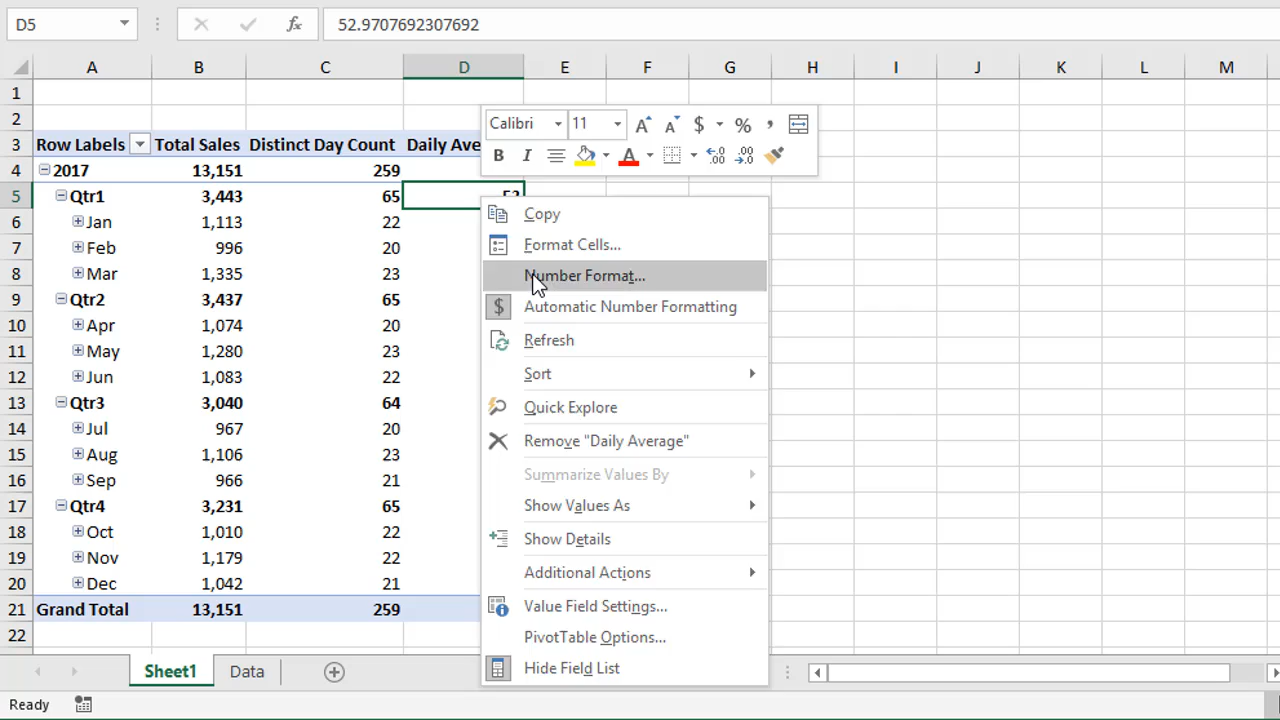 D5 fx 52.9707692307692
A B C D E F G H I J K L M
1
2
Calibri 11 A A $ % ,
B I A
3 Row Labels Total Sales Distinct Day Count Daily Ave
4 2017 13,151 259
5 Qtr1 3,443 65
6 Jan 1,113 22
7 Feb 996 20
8 Mar 1,335 23
9 Qtr2 3,437 65
10 Apr 1,074 20
11 May 1,280 23
12 Jun 1,083 22
13 Qtr3 3,040 64
14 Jul 967 20
15 Aug 1,106 23
16 Sep 966 21
17 Qtr4 3,231 65
18 Oct 1,010 22
19 Nov 1,179 22
20 Dec 1,042 21
21 Grand Total 13,151 259
22
Copy
Format Cells...
Number Format...
$ Automatic Number Formatting
Refresh
Sort
Quick Explore
Remove "Daily Average"
Summarize Values By
Show Values As
Show Details
Additional Actions
Value Field Settings...
PivotTable Options...
Hide Field List
Sheet1 Data
Ready